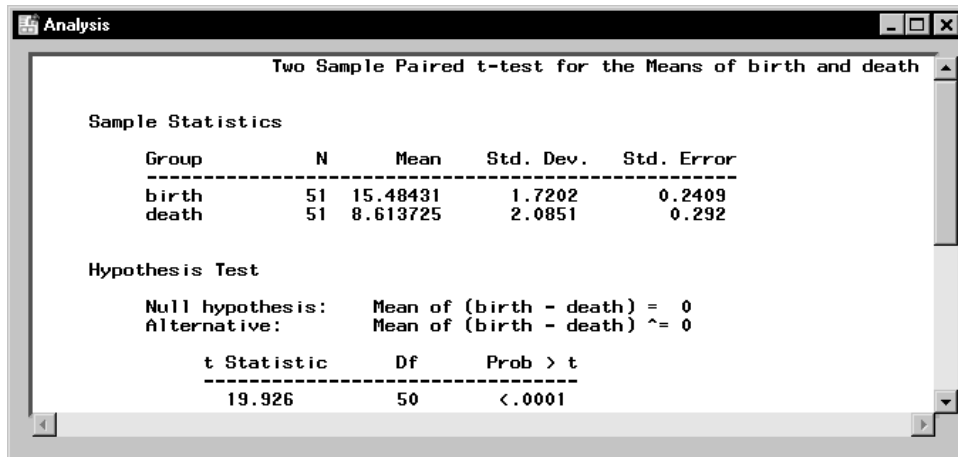 Analysis
Two Sample Paired t-test for the Means of birth and death
Sample Statistics
Group N Mean Std. Dev. Std. Error
----------------------------------------------------
birth 51 15.48431 1.7202 0.2409
death 51 8.613725 2.0851 0.292
Hypothesis Test
Null hypothesis: Mean of (birth - death) = 0
Alternative: Mean of (birth - death) ^= 0
t Statistic Df Prob > t
---------------------------------
19.926 50 <.0001